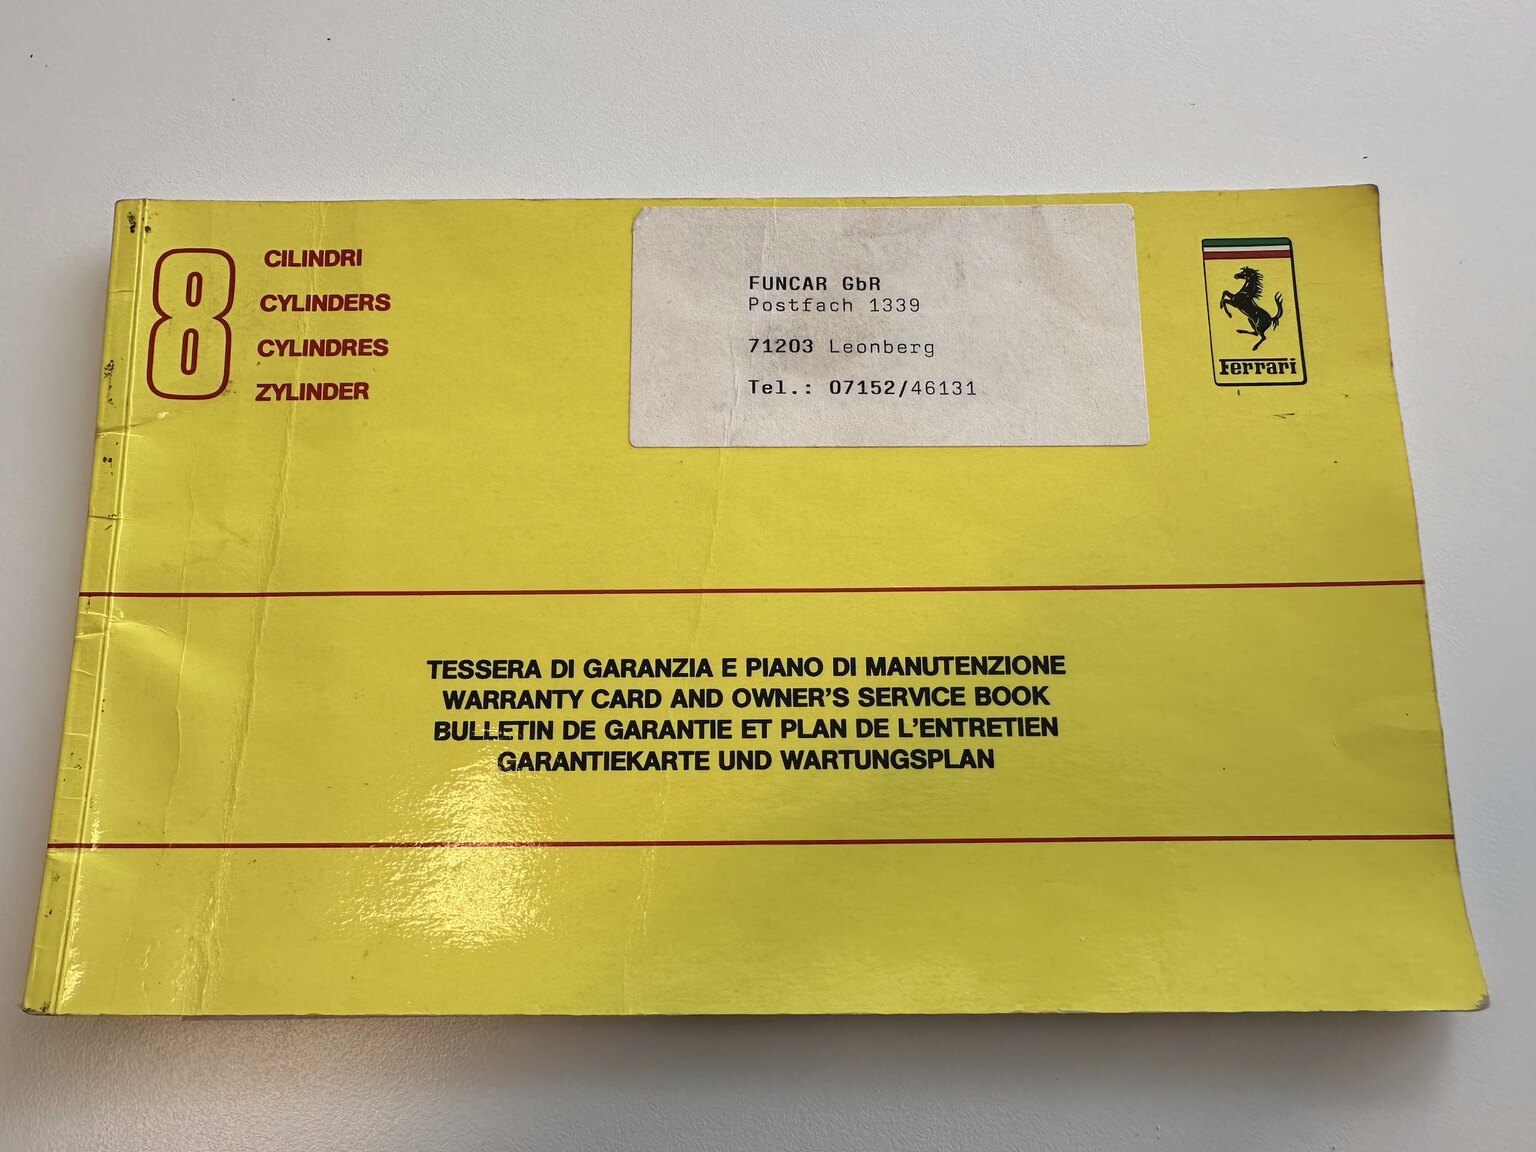 8
CILINDRI
CYLINDERS
CYLINDRES
ZYLINDER
FUNCAR GbR
Postfach 1339
71203 Leonberg
Tel.: 07152/46131
Ferrari
TESSERA DI GARANZIA E PIANO DI MANUTENZIONE
WARRANTY CARD AND OWNER'S SERVICE BOOK
BULLETIN DE GARANTIE ET PLAN DE L'ENTRETIEN
GARANTIEKARTE UND WARTUNGSPLAN